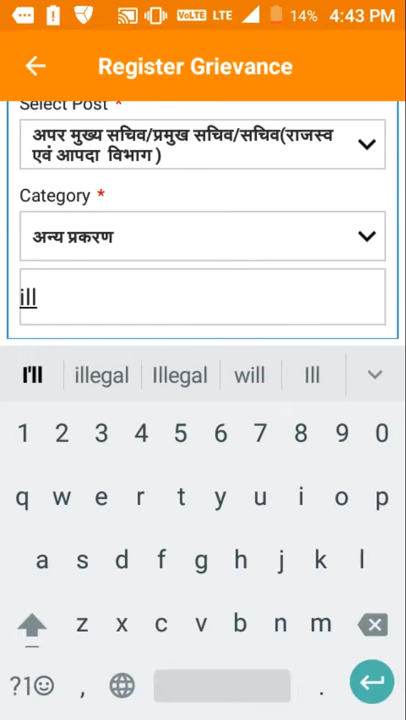 VoLTE LTE 14% 4:43 PM
Register Grievance
Select Post *
अपर मुख्य सचिव/प्रमुख सचिव/सचिव(राजस्व
एवं आपदा विभाग )
Category *
अन्य प्रकरण
ill
I'll illegal Illegal will Ill
1 2 3 4 5 6 7 8 9 0
q w e r t y u i o p
a s d f g h j k l
z x c v b n m
?1☺ , .